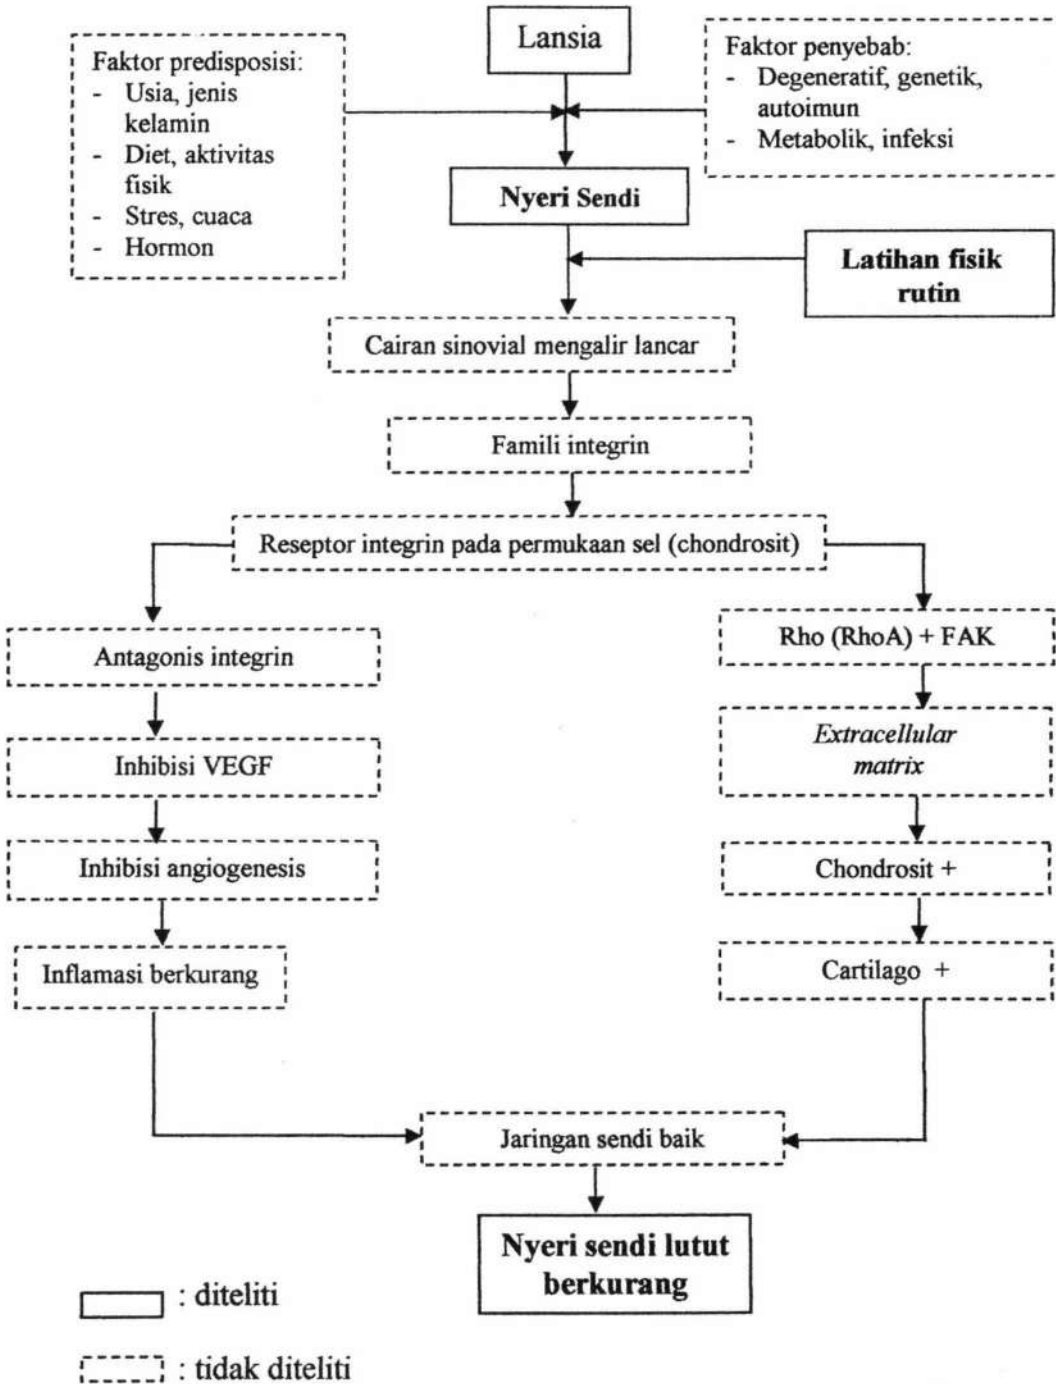 Lansia
Faktor predisposisi:
- Usia, jenis
kelamin
- Diet, aktivitas
fisik
- Stres, cuaca
- Hormon
Faktor penyebab:
- Degeneratif, genetik,
autoimun
- Metabolik, infeksi
Nyeri Sendi
Latihan fisik
rutin
Cairan sinovial mengalir lancar
Famili integrin
Reseptor integrin pada permukaan sel (chondrosit)
Antagonis integrin
Inhibisi VEGF
Inhibisi angiogenesis
Inflamasi berkurang
Rho (RhoA) + FAK
Extracellular
matrix
Chondrosit +
Cartilago +
Jaringan sendi baik
Nyeri sendi lutut
berkurang
: diteliti
: tidak diteliti